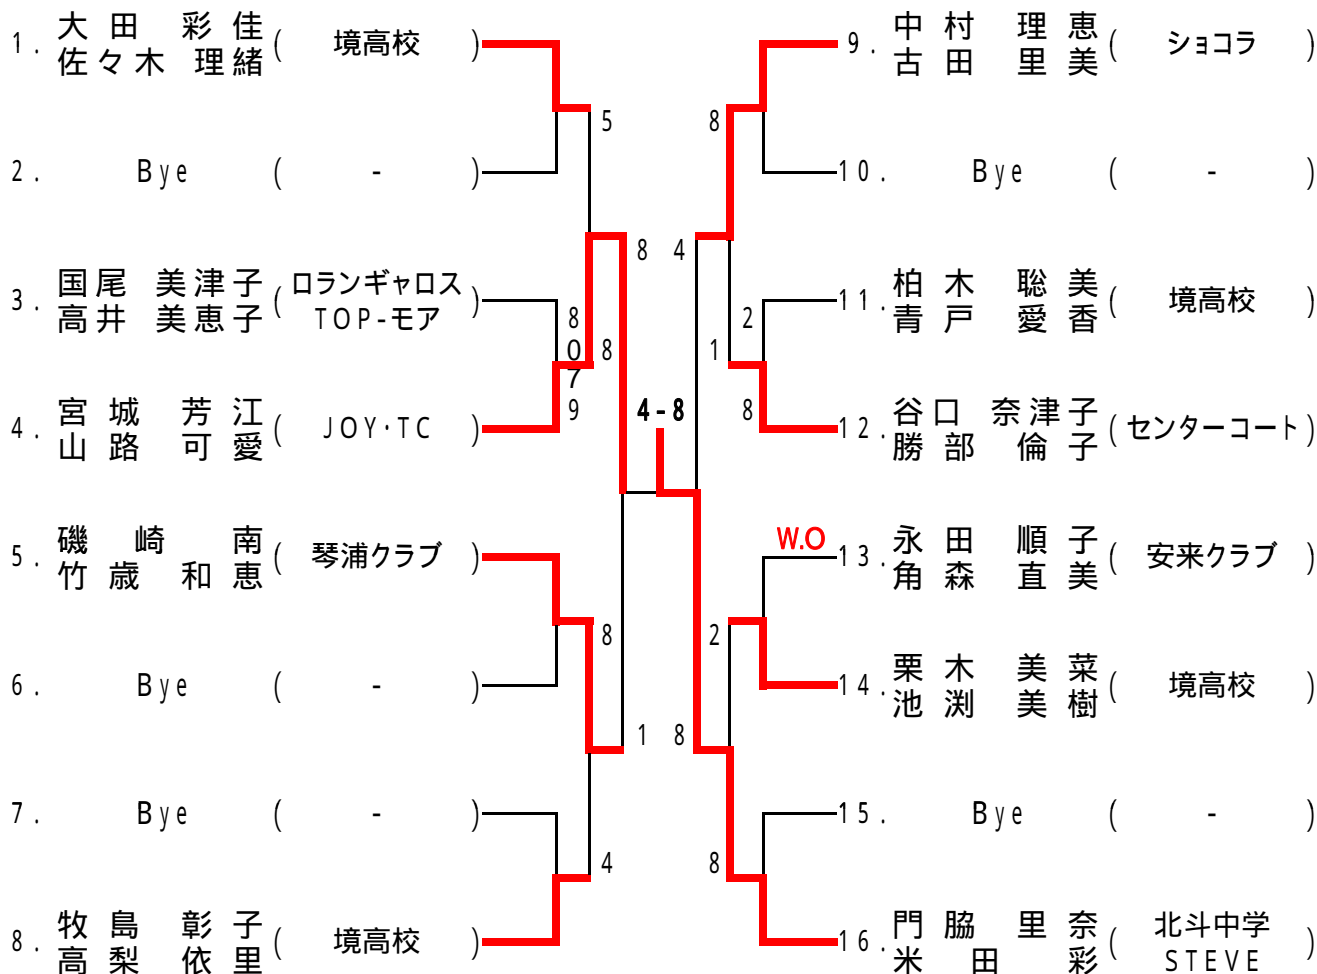 1. 大田 彩佳 ( 境高校 )
佐々木 理緒
5
2. Bye ( - )
3. 国尾 美津子 ( ロランギャロス )
高井 美恵子 TOP-モア
8
0
7
9
8
8
4. 宮城 芳江 ( JOY・TC )
山路 可愛
5. 磯崎 南 ( 琴浦クラブ )
竹歳 和恵
8
6. Bye ( - )
1
7. Bye ( - )
4
8. 牧島 彰子 ( 境高校 )
高梨 依里
4-8
9. 中村 理恵 ( ショコラ )
古田 里美
8
10. Bye ( - )
4
11. 柏木 聡美 ( 境高校 )
青戸 愛香
2
1
8
12. 谷口 奈津子 ( センターコート )
勝部 倫子
W.O
13. 永田 順子 ( 安来クラブ )
角森 直美
2
14. 栗木 美菜 ( 境高校 )
池渕 美樹
8
15. Bye ( - )
8
16. 門脇 里奈 ( 北斗中学 )
米田 彩 STEVE